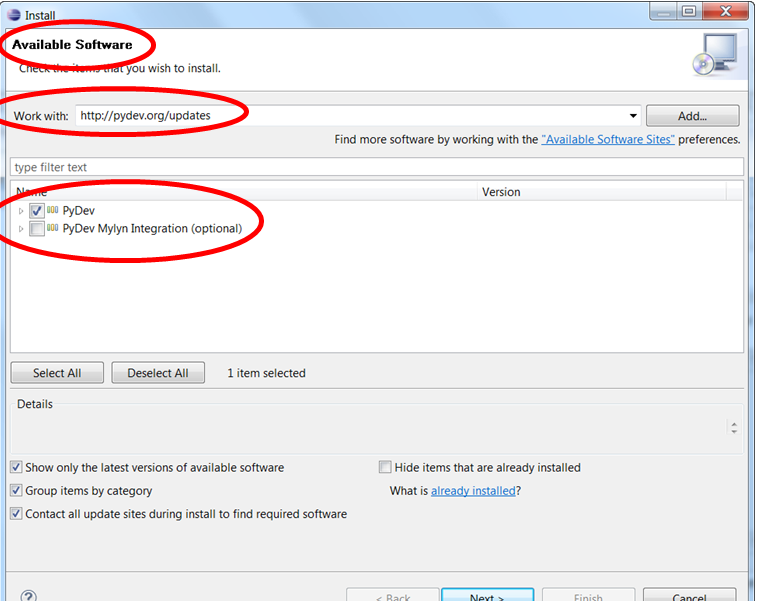 Install
Available Software
Check the items that you wish to install.
Work with: http://pydev.org/updates Add...
Find more software by working with the "Available Software Sites" preferences.
type filter text
Name Version
PyDev
PyDev Mylyn Integration (optional)
Select All Deselect All 1 item selected
Details
Show only the latest versions of available software Hide items that are already installed
Group items by category What is already installed?
Contact all update sites during install to find required software
? < Back Next > Finish Cancel